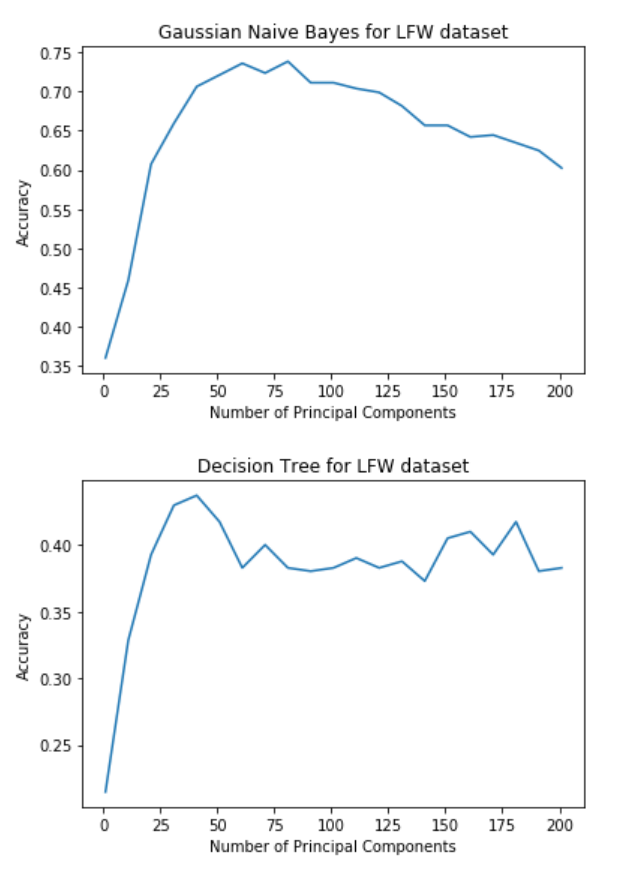 Gaussian Naive Bayes for LFW dataset
0.75
0.70
0.65
0.60
0.55
0.50
0.45
0.40
0.35
Accuracy
0 25 50 75 100 125 150 175 200
Number of Principal Components
Decision Tree for LFW dataset
0.40
0.35
0.30
0.25
Accuracy
0 25 50 75 100 125 150 175 200
Number of Principal Components